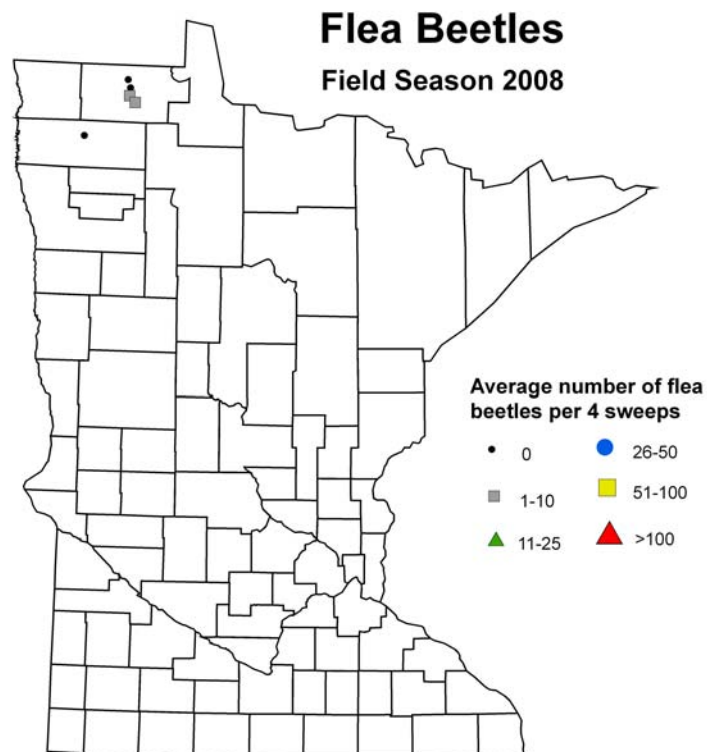 Flea Beetles
Field Season 2008
Average number of flea
beetles per 4 sweeps
0
26-50
1-10
51-100
11-25
>100